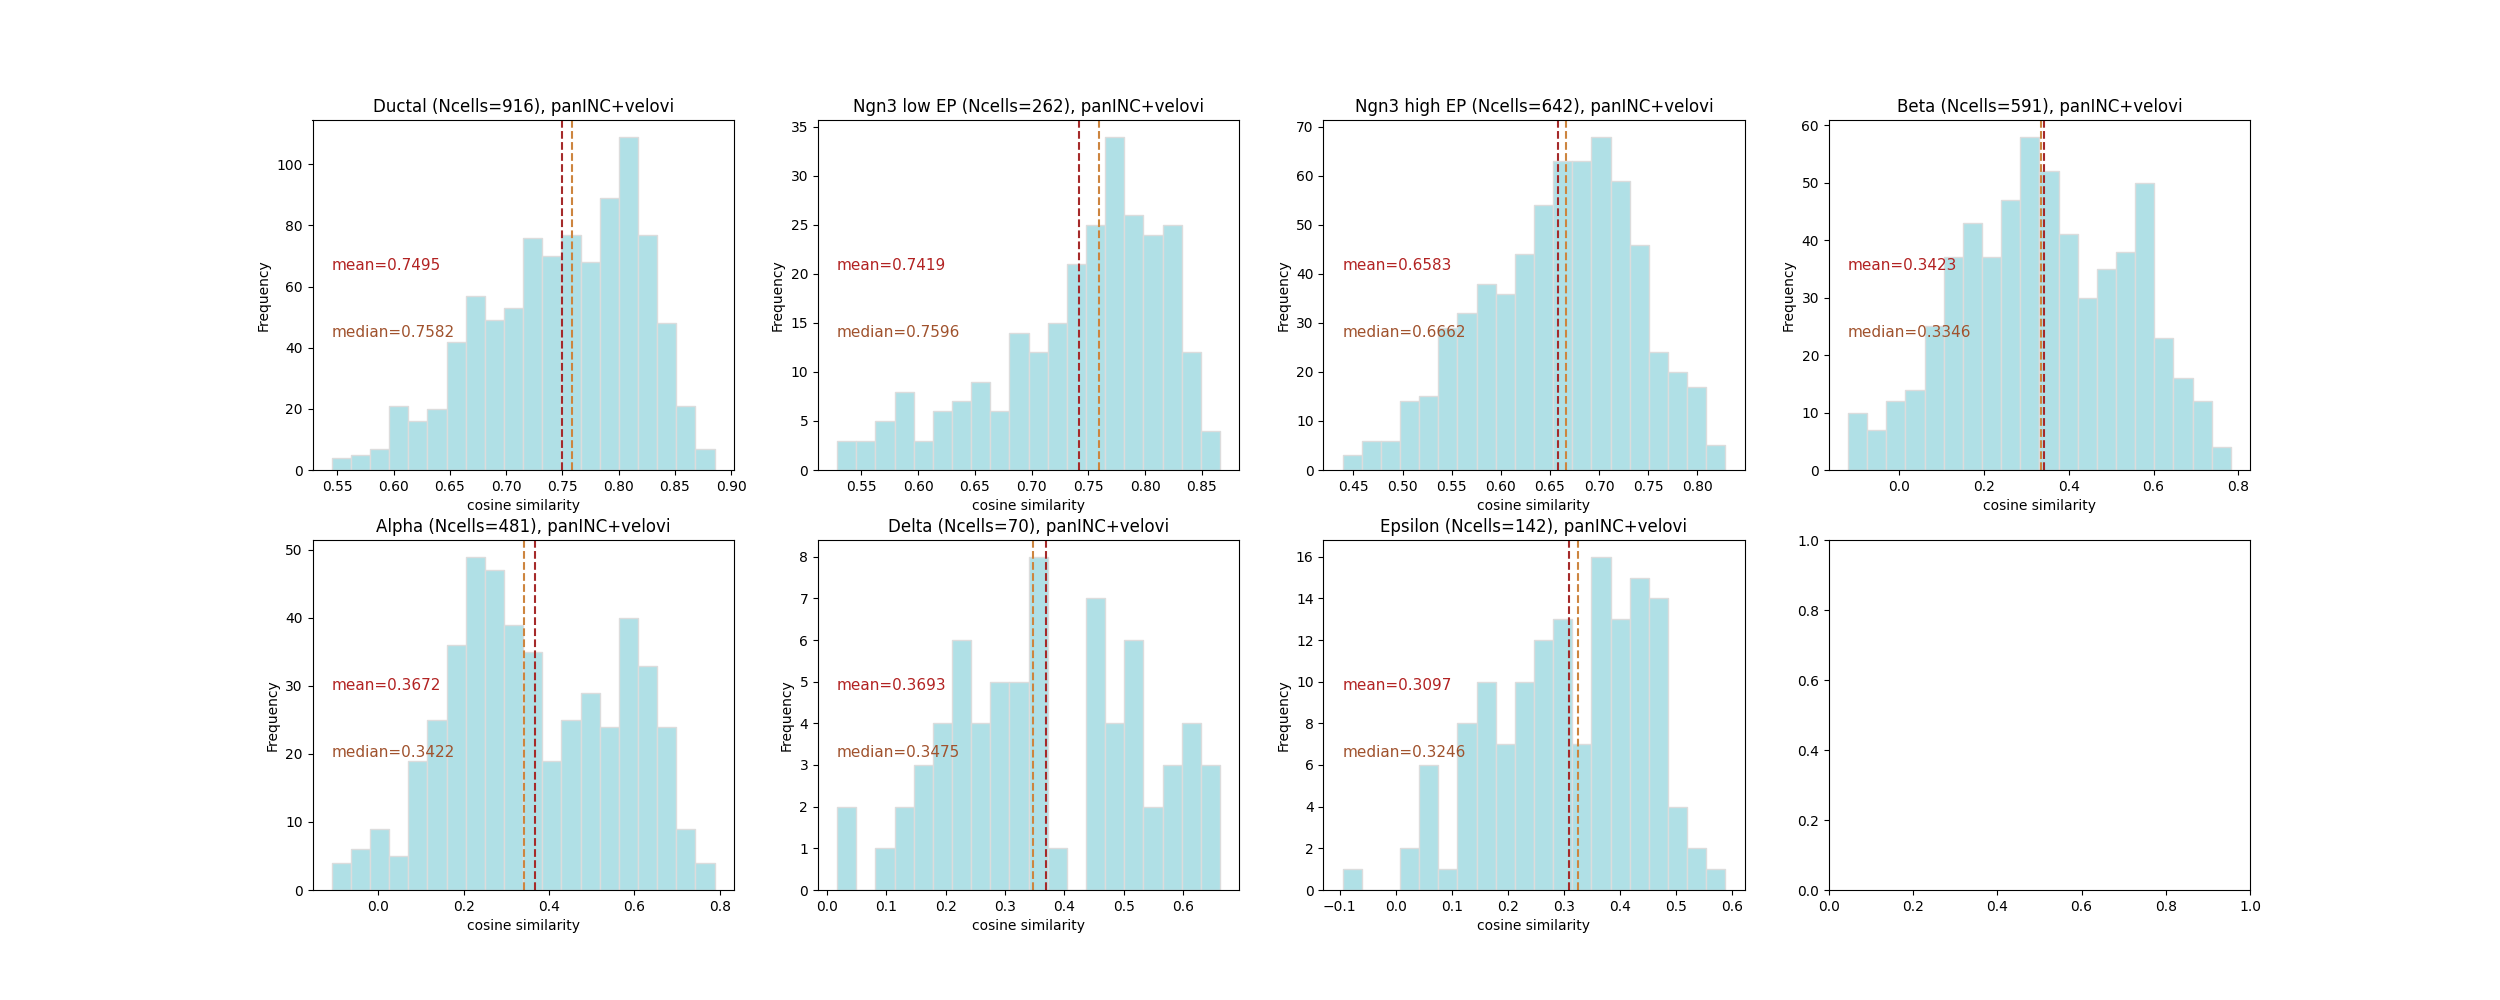 Ductal (Ncells=916), panINC+velovi
Frequency
100
80
60
40
20
0
mean=0.7495
median=0.7582
0.55 0.60 0.65 0.70 0.75 0.80 0.85 0.90
cosine similarity
Ngn3 low EP (Ncells=262), panINC+velovi
Frequency
35
30
25
20
15
10
5
0
mean=0.7419
median=0.7596
0.55 0.60 0.65 0.70 0.75 0.80 0.85
cosine similarity
Ngn3 high EP (Ncells=642), panINC+velovi
Frequency
70
60
50
40
30
20
10
0
mean=0.6583
median=0.6662
0.45 0.50 0.55 0.60 0.65 0.70 0.75 0.80
cosine similarity
Beta (Ncells=591), panINC+velovi
Frequency
60
50
40
30
20
10
0
mean=0.3423
median=0.3346
0.0 0.2 0.4 0.6 0.8
cosine similarity
Alpha (Ncells=481), panINC+velovi
Frequency
50
40
30
20
10
0
mean=0.3672
median=0.3422
0.0 0.2 0.4 0.6 0.8
cosine similarity
Delta (Ncells=70), panINC+velovi
Frequency
8
7
6
5
4
3
2
1
0
mean=0.3693
median=0.3475
0.0 0.1 0.2 0.3 0.4 0.5 0.6
cosine similarity
Epsilon (Ncells=142), panINC+velovi
Frequency
16
14
12
10
8
6
4
2
0
mean=0.3097
median=0.3246
−0.1 0.0 0.1 0.2 0.3 0.4 0.5 0.6
cosine similarity
1.0
0.8
0.6
0.4
0.2
0.0
0.0 0.2 0.4 0.6 0.8 1.0